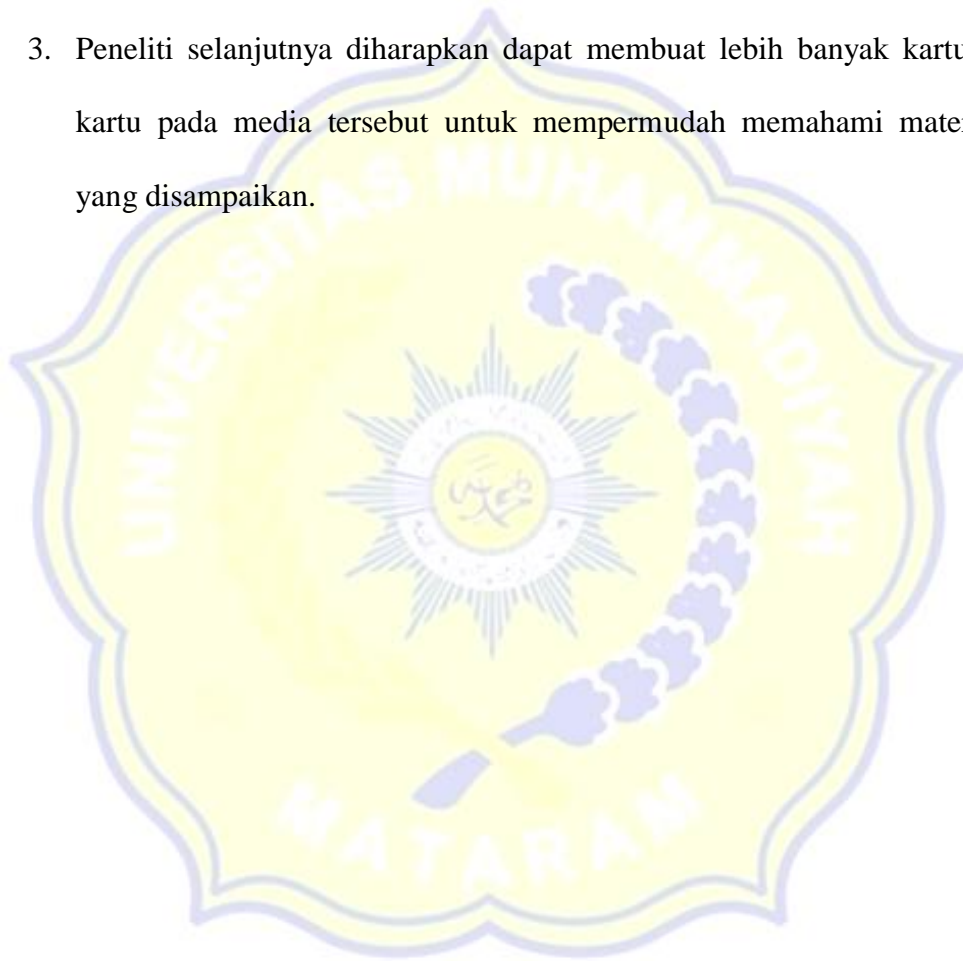 3. Peneliti selanjutnya diharapkan dapat membuat lebih banyak kartu
kartu pada media tersebut untuk mempermudah memahami mate
yang disampaikan.
UNIVERSITAS MUHAMMADIYAH
MATARAM